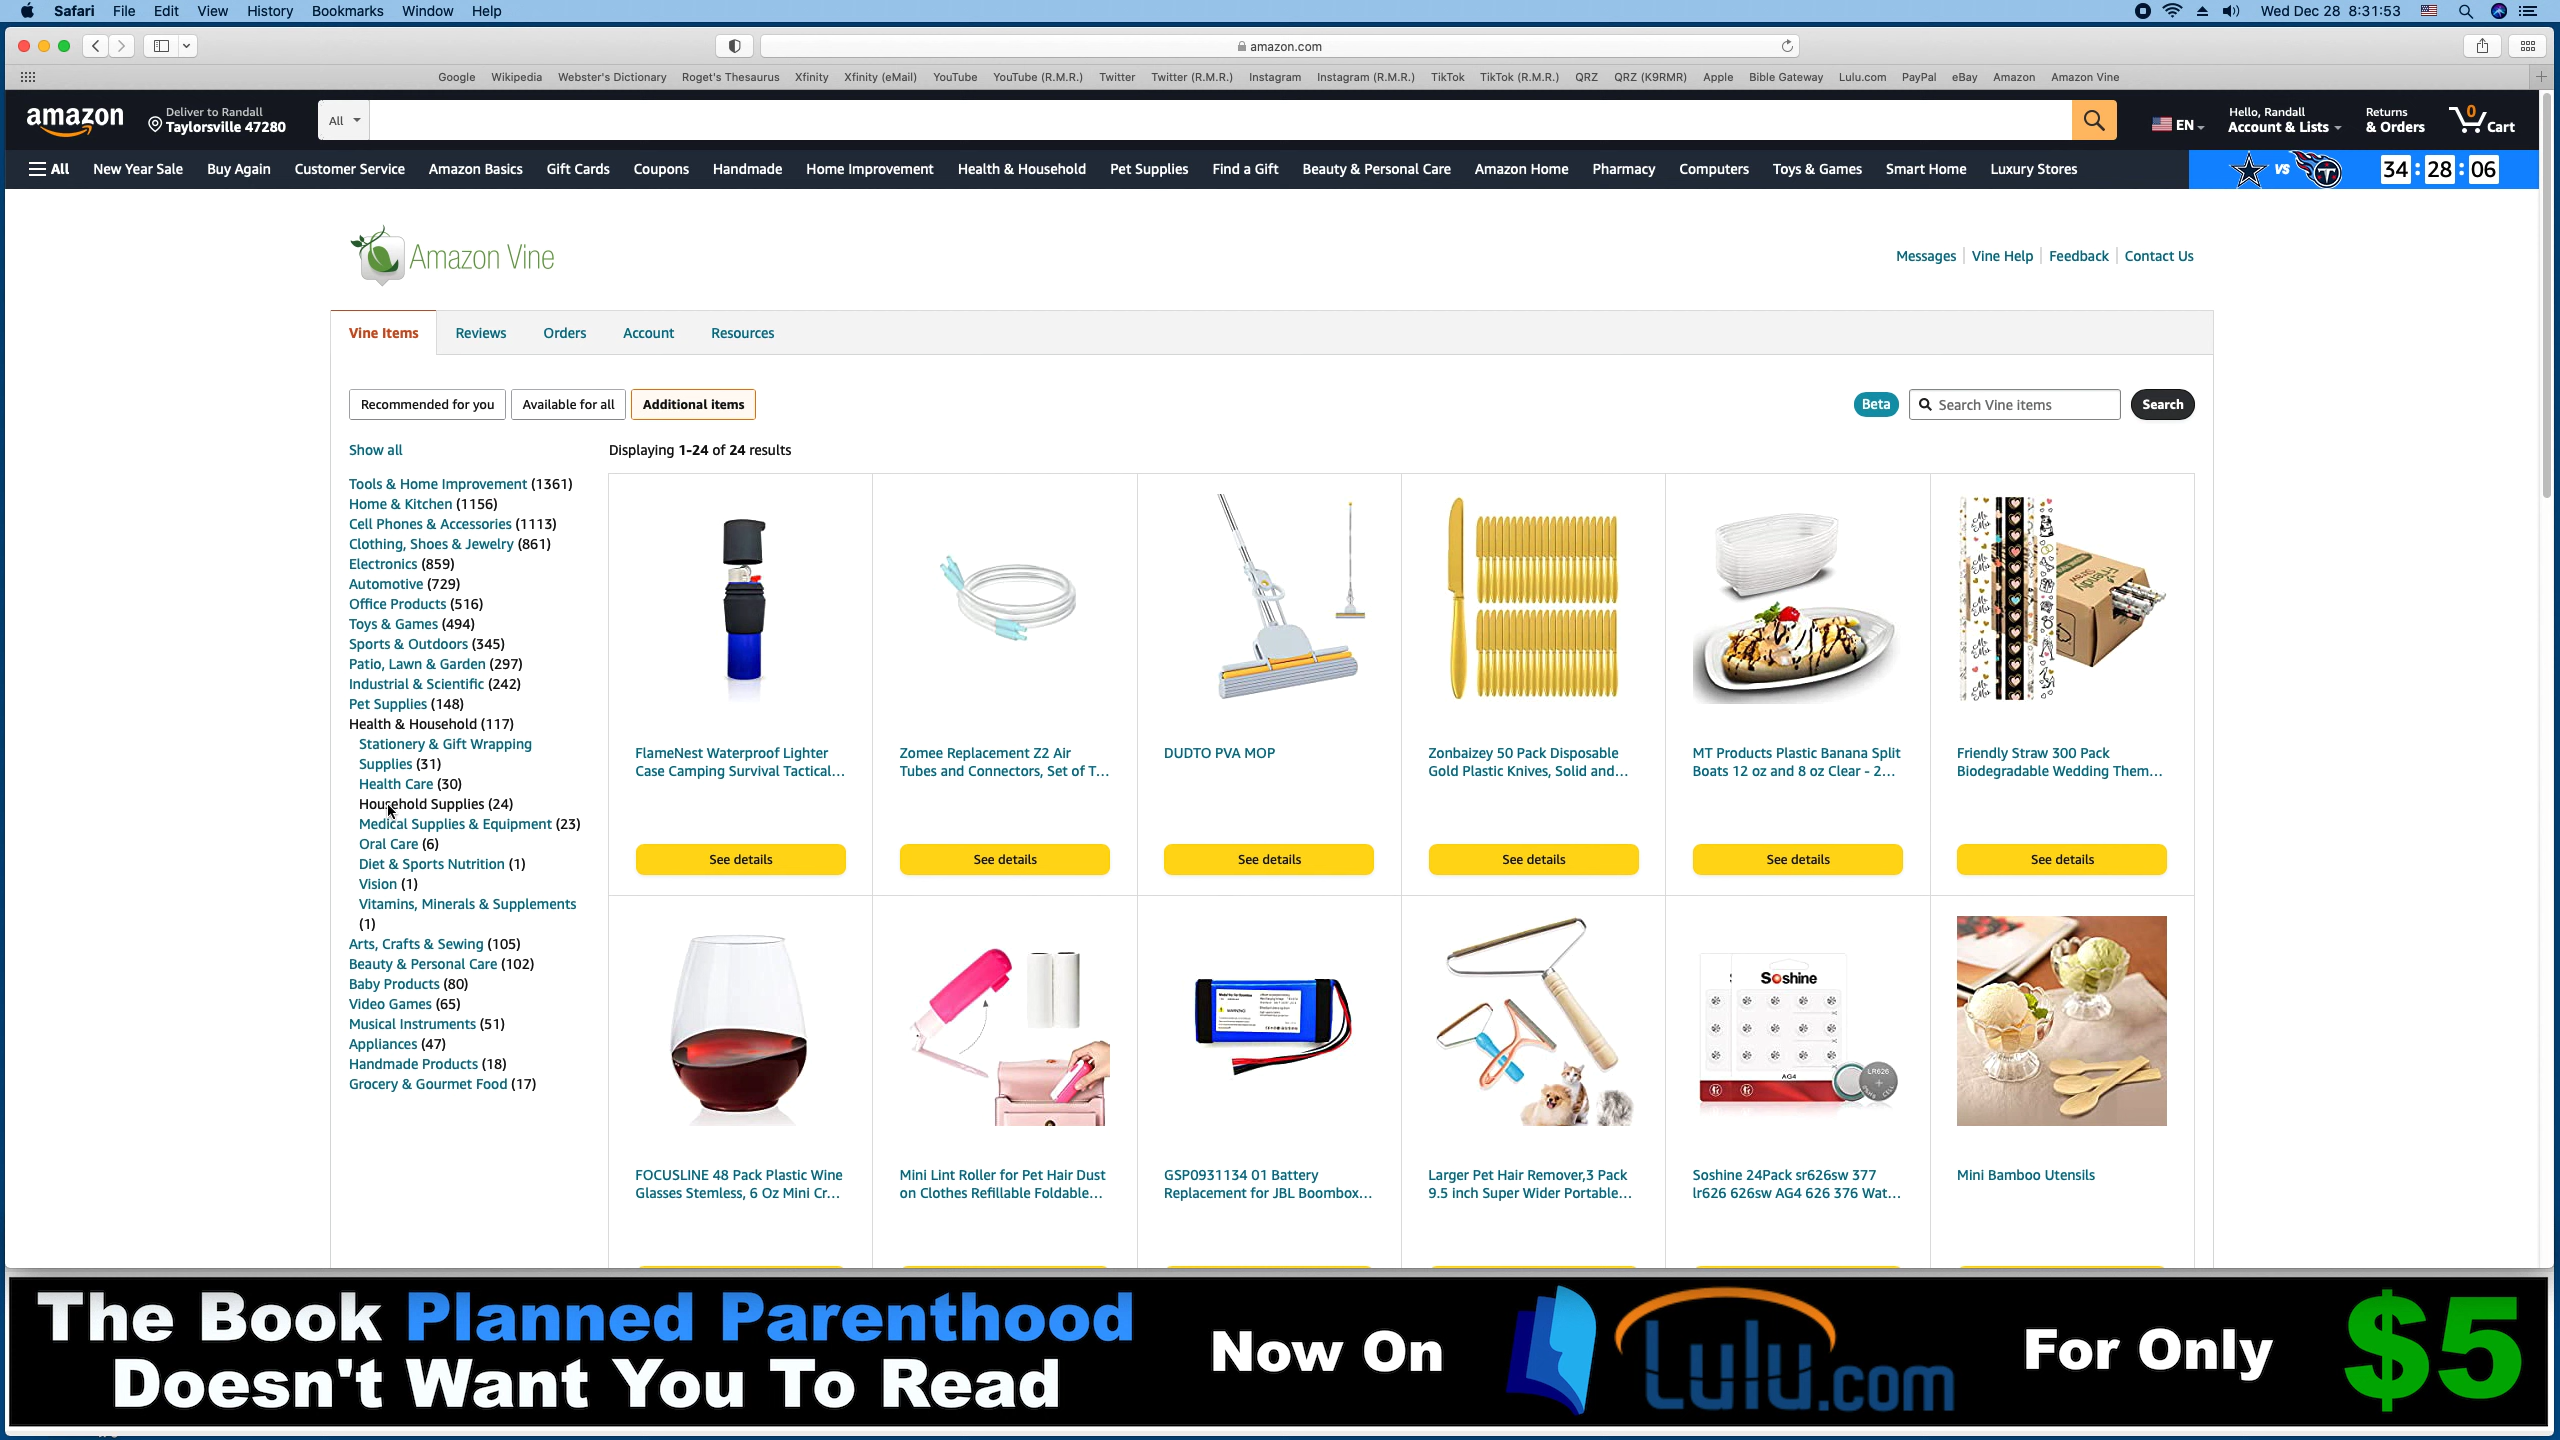 Safari File Edit View History Bookmarks Window Help
Wed Dec 28 8:31:53
amazon.com
Google Wikipedia Webster's Dictionary Roget's Thesaurus Xfinity Xfinity (eMail) YouTube YouTube (R.M.R.) Twitter Twitter (R.M.R.) Instagram Instagram (R.M.R.) TikTok TikTok (R.M.R.) QRZ QRZ (K9RMR) Apple Bible Gateway Lulu.com PayPal eBay Amazon Amazon Vine
amazon
Deliver to Randall
Taylorsville 47280
All
EN
Hello, Randall
Account & Lists
Returns
& Orders
0
Cart
All New Year Sale Buy Again Customer Service Amazon Basics Gift Cards Coupons Handmade Home Improvement Health & Household Pet Supplies Find a Gift Beauty & Personal Care Amazon Home Pharmacy Computers Toys & Games Smart Home Luxury Stores
VS
34:28:06
Amazon Vine
Messages Vine Help Feedback Contact Us
Vine Items Reviews Orders Account Resources
Recommended for you Available for all Additional items
Beta Search Vine items Search
Show all
Displaying 1-24 of 24 results
Tools & Home Improvement (1361)
Home & Kitchen (1156)
Cell Phones & Accessories (1113)
Clothing, Shoes & Jewelry (861)
Electronics (859)
Automotive (729)
Office Products (516)
Toys & Games (494)
Sports & Outdoors (345)
Patio, Lawn & Garden (297)
Industrial & Scientific (242)
Pet Supplies (148)
Health & Household (117)
Stationery & Gift Wrapping
Supplies (31)
Health Care (30)
Household Supplies (24)
Medical Supplies & Equipment (23)
Oral Care (6)
Diet & Sports Nutrition (1)
Vision (1)
Vitamins, Minerals & Supplements
(1)
Arts, Crafts & Sewing (105)
Beauty & Personal Care (102)
Baby Products (80)
Video Games (65)
Musical Instruments (51)
Appliances (47)
Handmade Products (18)
Grocery & Gourmet Food (17)
FlameNest Waterproof Lighter
Case Camping Survival Tactical...
See details
Zomee Replacement Z2 Air
Tubes and Connectors, Set of T...
See details
DUDTO PVA MOP
See details
Zonbaizey 50 Pack Disposable
Gold Plastic Knives, Solid and...
See details
MT Products Plastic Banana Split
Boats 12 oz and 8 oz Clear - 2...
See details
Friendly Straw 300 Pack
Biodegradable Wedding Them...
See details
FOCUSLINE 48 Pack Plastic Wine
Glasses Stemless, 6 Oz Mini Cr...
Mini Lint Roller for Pet Hair Dust
on Clothes Refillable Foldable...
WARNING
GSP0931134 01 Battery
Replacement for JBL Boombox...
Larger Pet Hair Remover,3 Pack
9.5 inch Super Wider Portable...
Soshine
AG4
LR626
Soshine 24Pack sr626sw 377
lr626 626sw AG4 626 376 Wat...
Mini Bamboo Utensils
The Book Planned Parenthood
Doesn't Want You To Read
Now On
Lulu.com
For Only
$5